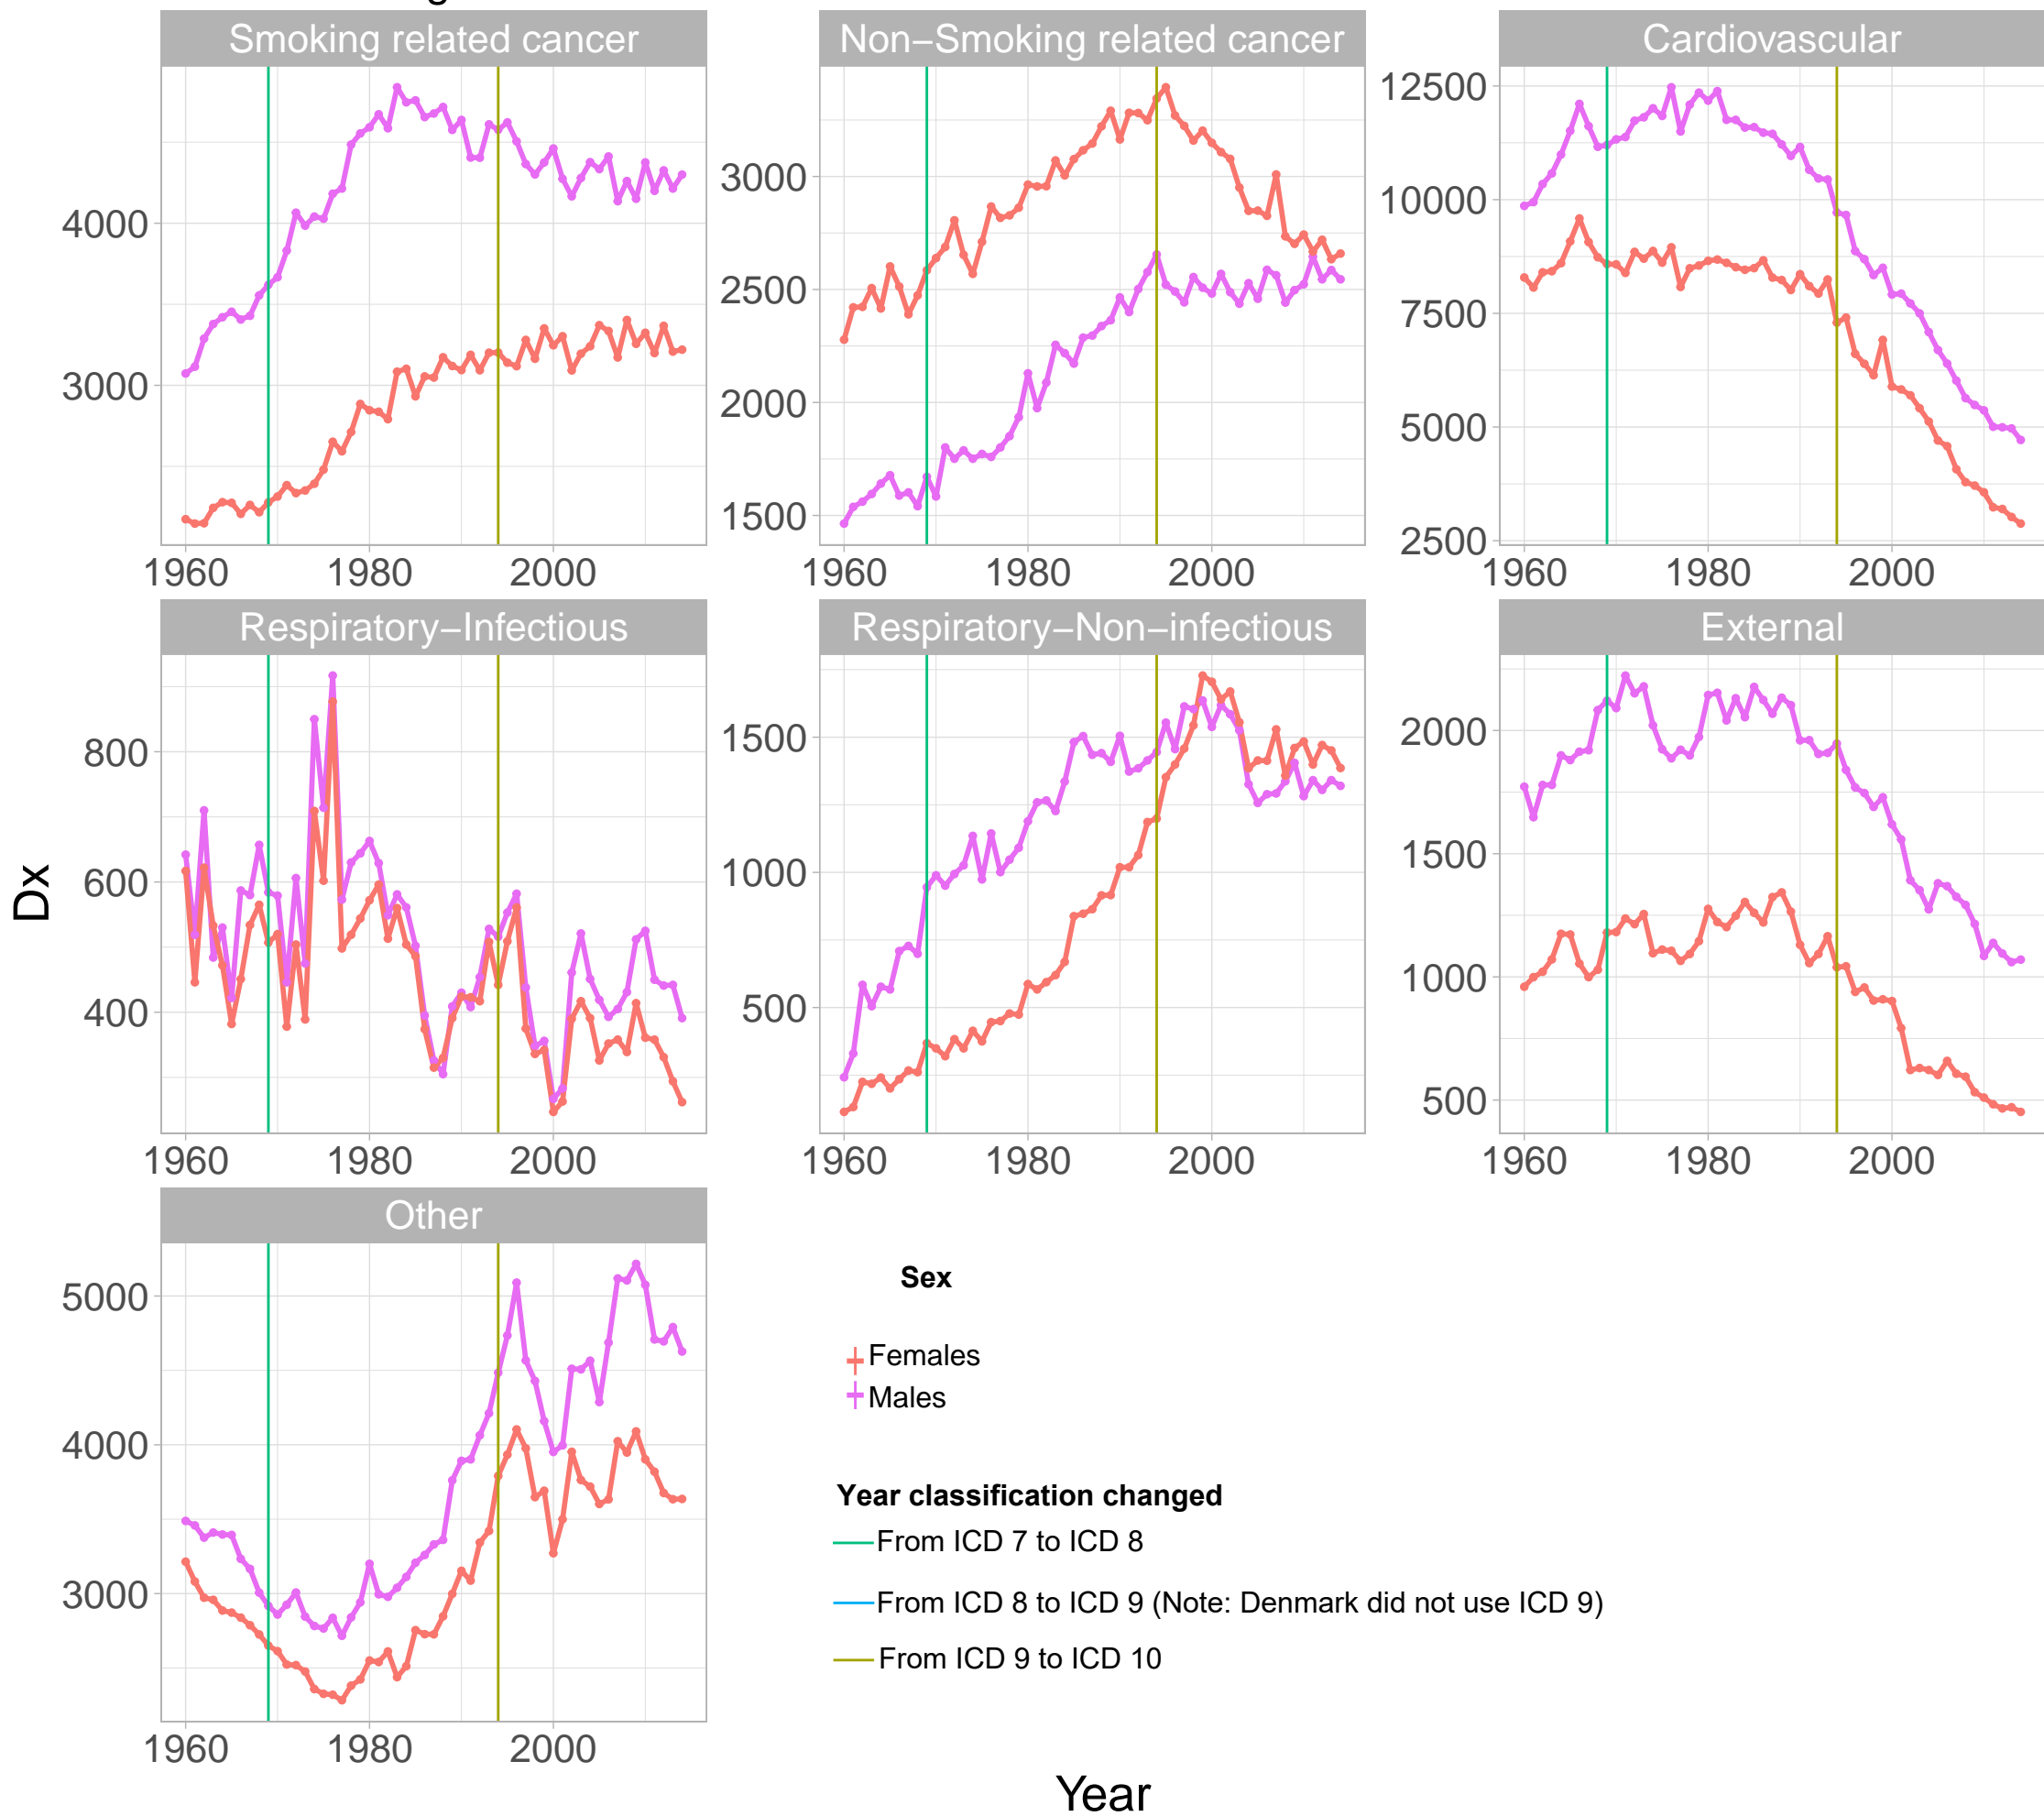 Smoking related cancer
Non−Smoking related cancer
Cardiovascular
4000
3000
3000
2500
2000
1500
12500
10000
7500
5000
2500
1960 1980 2000
1960 1980 2000
1960 1980 2000
Respiratory−Infectious
Respiratory−Non−infectious
External
800
600
400
1500
1000
500
2000
1500
1000
500
1960 1980 2000
1960 1980 2000
1960 1980 2000
Dx
Other
5000
4000
3000
1960 1980 2000
Sex
Females
Males
Year classification changed
From ICD 7 to ICD 8
From ICD 8 to ICD 9 (Note: Denmark did not use ICD 9)
From ICD 9 to ICD 10
Year